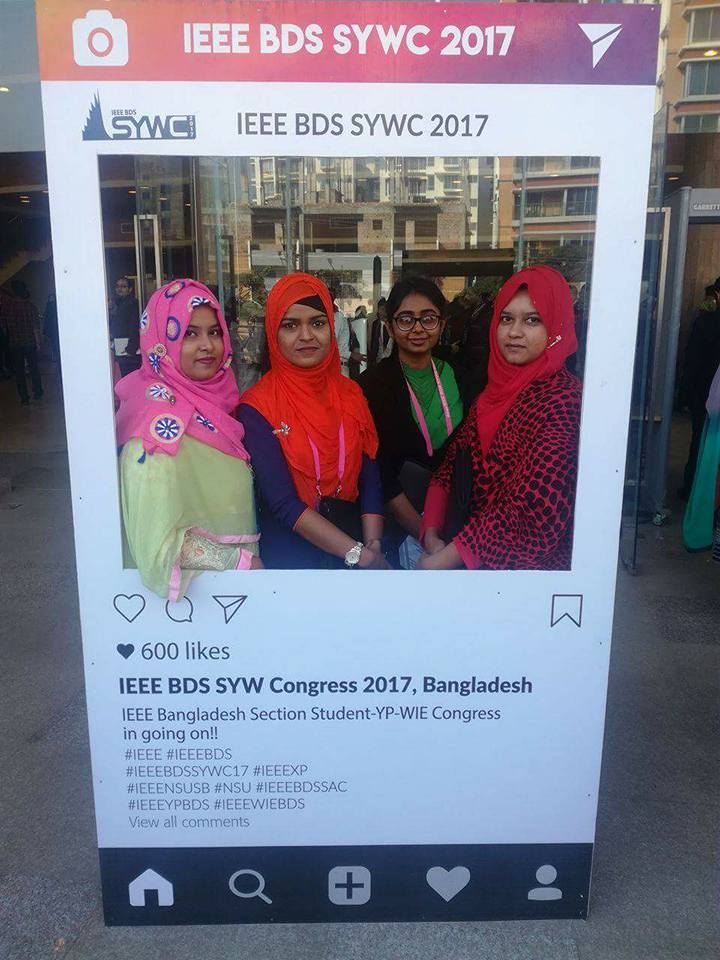 IEEE BDS SYWC 2017
IEEE BDS
SYWC 2017
IEEE BDS SYWC 2017
GARRETT
600 likes
IEEE BDS SYW Congress 2017, Bangladesh
IEEE Bangladesh Section Student-YP-WIE Congress
in going on!!
#IEEE #IEEEBDS
#IEEEBDSSYWC17 #IEEEXP
#IEEENSUSB #NSU #IEEEBDSSAC
#IEEEYPBDS #IEEEWIEBDS
View all comments